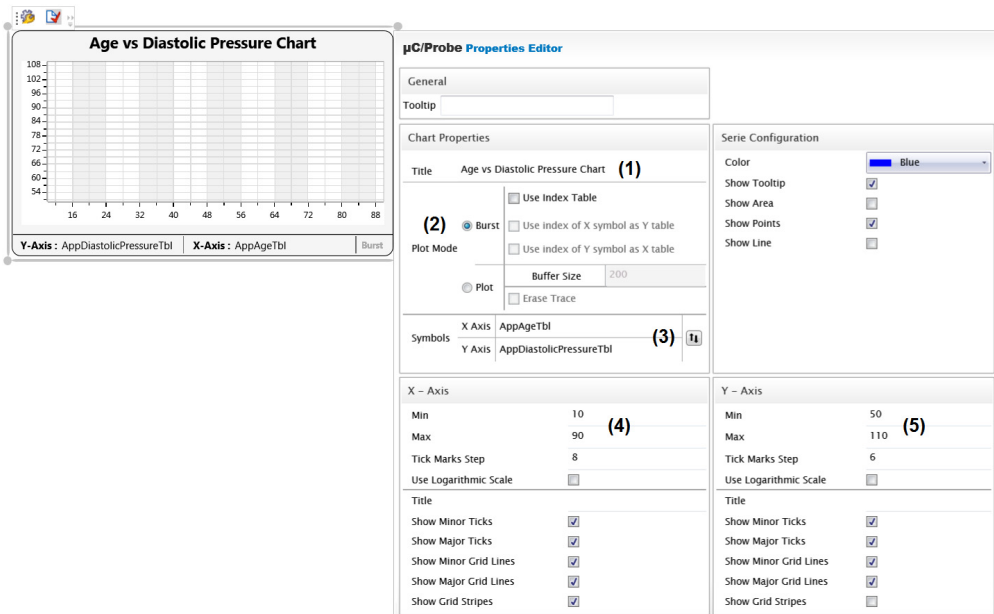 Age vs Diastolic Pressure Chart
108
102
96
90
84
78
72
66
60
54
16 24 32 40 48 56 64 72 80 88
Y-Axis : AppDiastolicPressureTbl X-Axis : AppAgeTbl Burst
µC/Probe Properties Editor
General
Tooltip
Chart Properties
Title Age vs Diastolic Pressure Chart (1)
(2)
Plot Mode
Burst
Use Index Table
Use index of X symbol as Y table
Use index of Y symbol as X table
Plot
Buffer Size 200
Erase Trace
Symbols
X Axis AppAgeTbl
Y Axis AppDiastolicPressureTbl
(3)
Serie Configuration
Color Blue
Show Tooltip
Show Area
Show Points
Show Line
X - Axis
Min 10
Max 90
(4)
Tick Marks Step 8
Use Logarithmic Scale
Title
Show Minor Ticks
Show Major Ticks
Show Minor Grid Lines
Show Major Grid Lines
Show Grid Stripes
Y - Axis
Min 50
Max 110
(5)
Tick Marks Step 6
Use Logarithmic Scale
Title
Show Minor Ticks
Show Major Ticks
Show Minor Grid Lines
Show Major Grid Lines
Show Grid Stripes